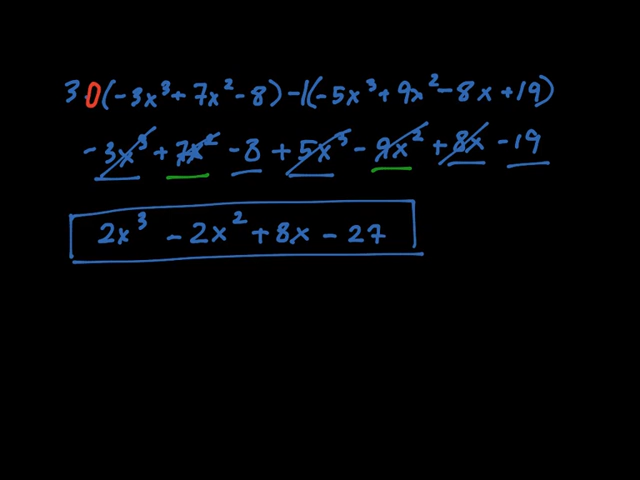 3 0 (-3x³ + 7x² - 8) - 1(-5x³ + 9x² - 8x + 19)
-3x³ + 7x² - 8 + 5x³ - 9x² + 8x - 19
2x³ - 2x² + 8x - 27